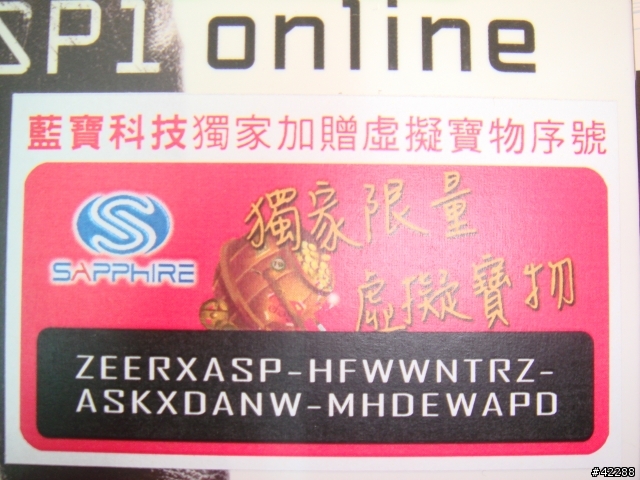 SP1 online
藍寶科技獨家加贈虛擬寶物序號
獨家限量
虛擬寶物
SAPPHIRE
ZEERXASP-HFWWNTRZ-
ASKXDANW-MHDEWAPD
#42288